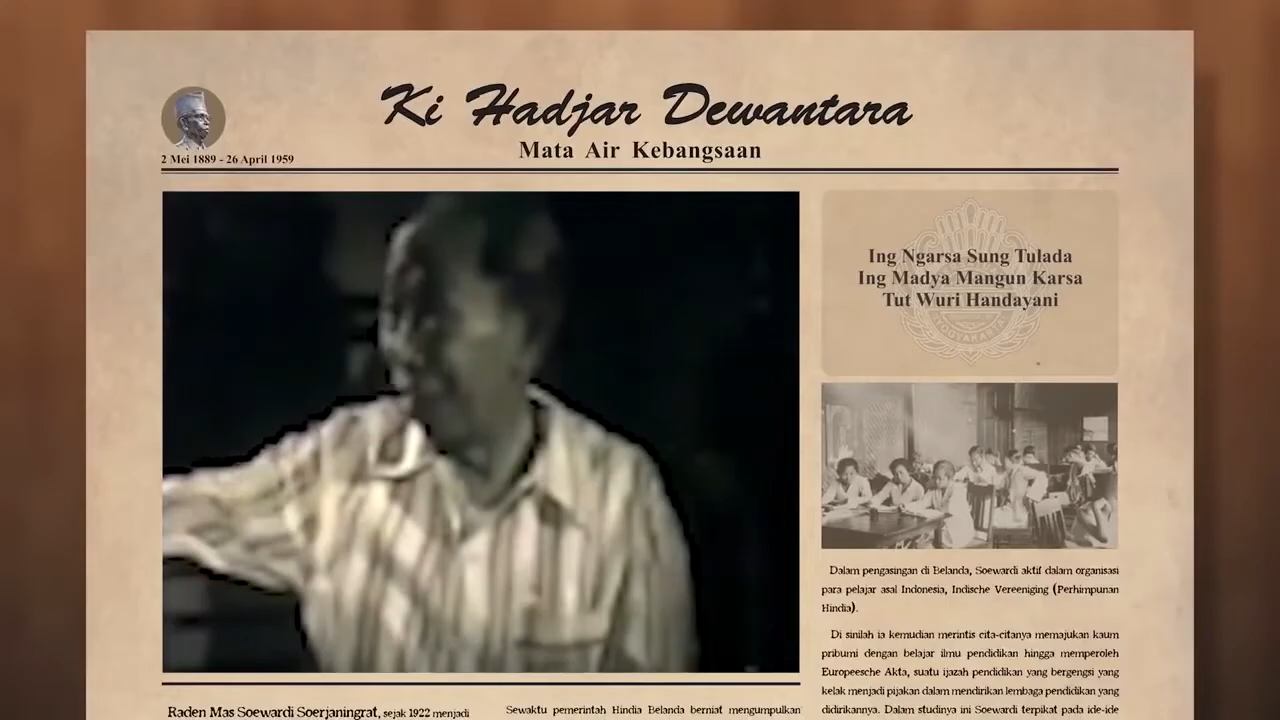 Ki Hadjar Dewantara
Mata Air Kebangsaan
2 Mei 1889 - 26 April 1959
Ing Ngarsa Sung Tulada
Ing Madya Mangun Karsa
Tut Wuri Handayani
YOGYAKARTA
Dalam pengasingan di Belanda, Soewardi aktif dalam organisasi
para pelajar asal Indonesia, Indische Vereeniging (Perhimpunan
Hindia).
Di sinilah ia kemudian merintis cita-citanya memajukan kaum
pribumi dengan belajar ilmu pendidikan hingga memperoleh
Europeesche Akta, suatu ijazah pendidikan yang bergengsi yang
kelak menjadi pijakan dalam mendirikan lembaga pendidikan yang
didirikannya. Dalam studinya ini Soewardi terpikat pada ide-ide
Raden Mas Soewardi Soerjaningrat, sejak 1922 menjadi
Sewaktu pemerintah Hindia Belanda berniat mengumpulkan